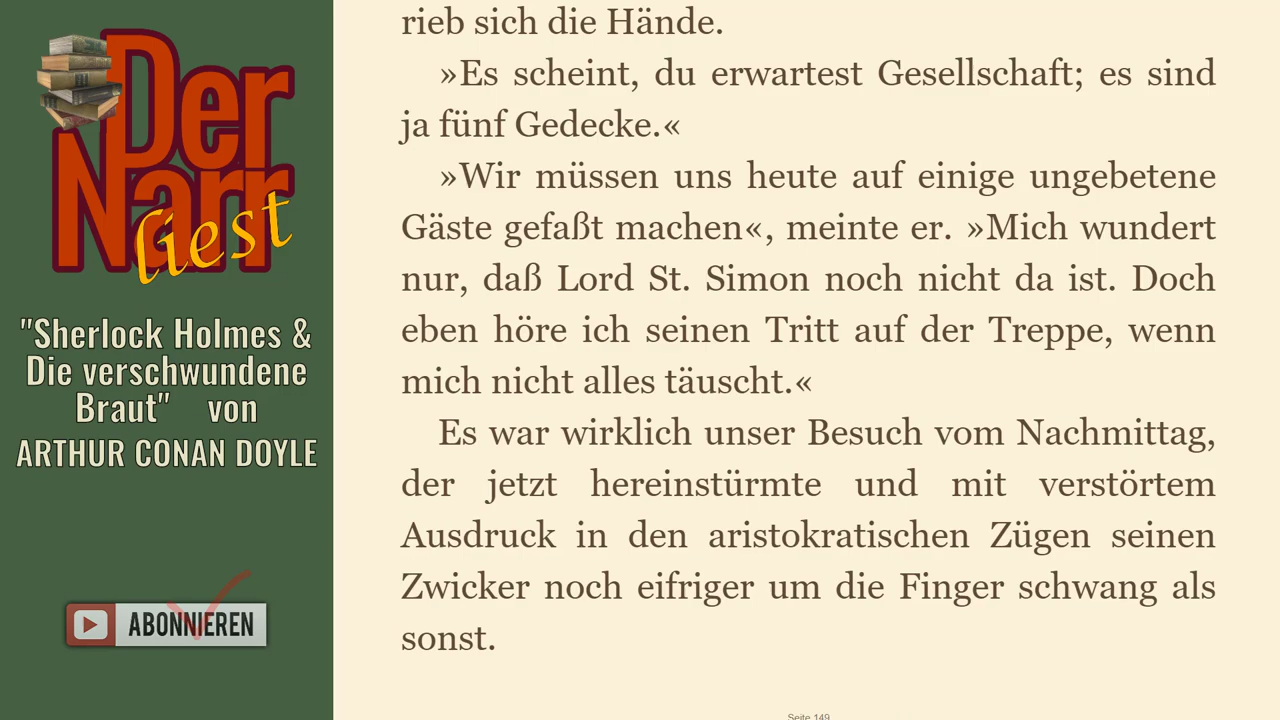 Der
Narr
liest
"Sherlock Holmes &
Die verschwundene
Braut" von
ARTHUR CONAN DOYLE
ABONNIEREN
rieb sich die Hände.
»Es scheint, du erwartest Gesellschaft; es sind
ja fünf Gedecke.«
»Wir müssen uns heute auf einige ungebetene
Gäste gefaßt machen«, meinte er. »Mich wundert
nur, daß Lord St. Simon noch nicht da ist. Doch
eben höre ich seinen Tritt auf der Treppe, wenn
mich nicht alles täuscht.«
Es war wirklich unser Besuch vom Nachmittag,
der jetzt hereinstürmte und mit verstörtem
Ausdruck in den aristokratischen Zügen seinen
Zwicker noch eifriger um die Finger schwang als
sonst.
Seite 149